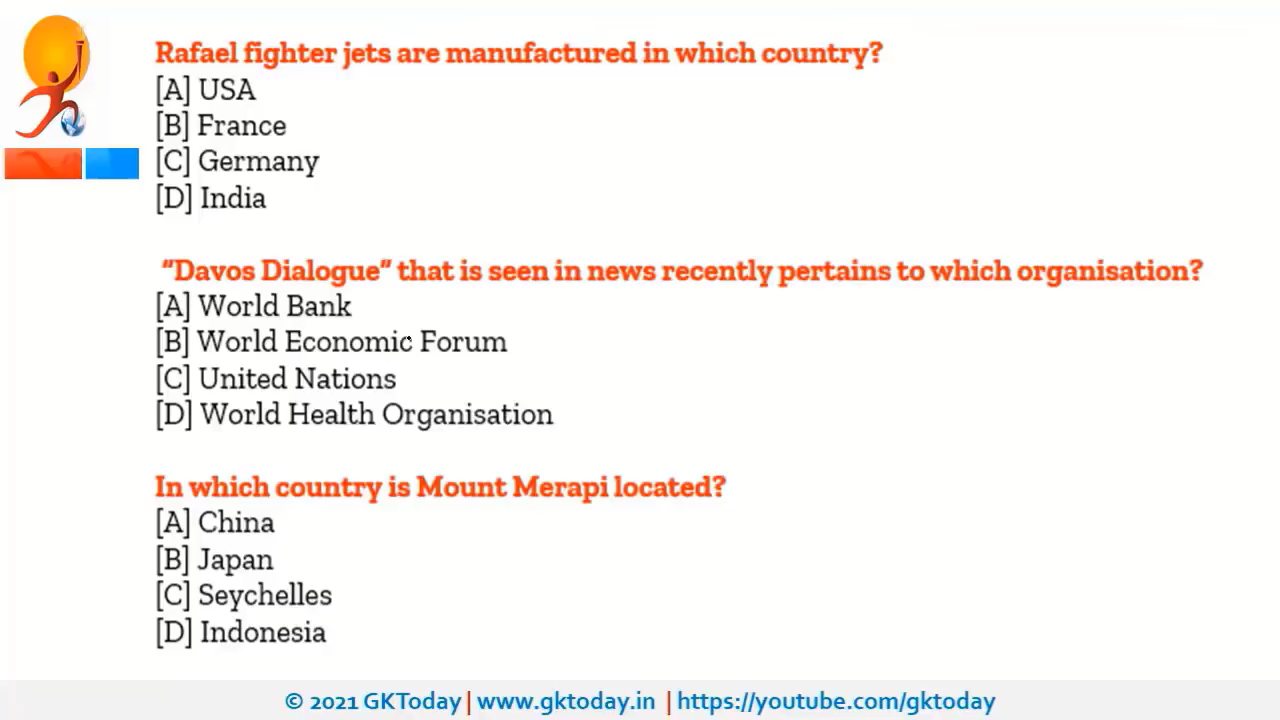 Rafael fighter jets are manufactured in which country?
[A] USA
[B] France
[C] Germany
[D] India
“Davos Dialogue” that is seen in news recently pertains to which organisation?
[A] World Bank
[B] World Economic Forum
[C] United Nations
[D] World Health Organisation
In which country is Mount Merapi located?
[A] China
[B] Japan
[C] Seychelles
[D] Indonesia
© 2021 GKToday | www.gktoday.in | https://youtube.com/gktoday